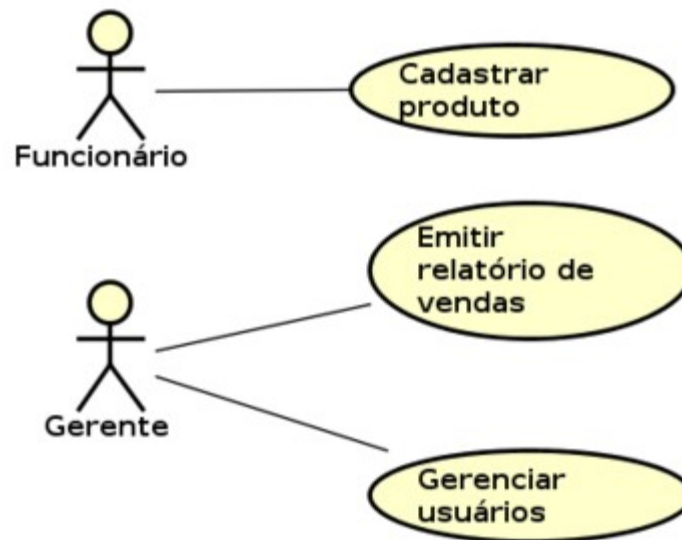 Cadastrar
produto
Funcionário
Emitir
relatório de
vendas
Gerente
Gerenciar
usuários